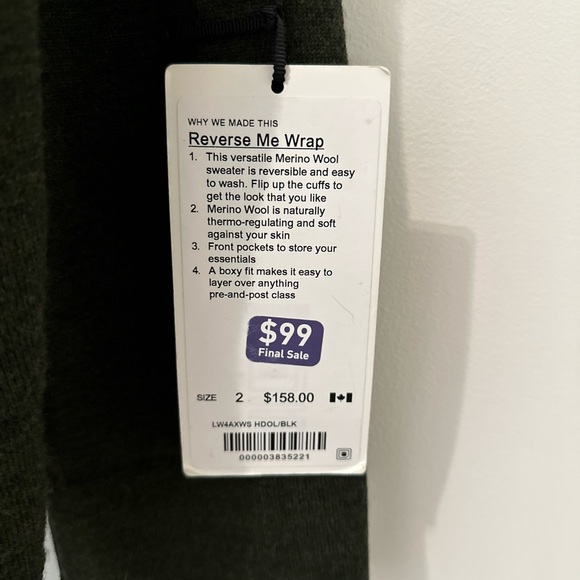 WHY WE MADE THIS
Reverse Me Wrap
1. This versatile Merino Wool
sweater is reversible and easy
to wash. Flip up the cuffs to
get the look that you like
2. Merino Wool is naturally
thermo-regulating and soft
against your skin
3. Front pockets to store your
essentials
4. A boxy fit makes it easy to
layer over anything
pre-and-post class
$99
Final Sale
SIZE 2 $158.00
LW4AXWS HDOL/BLK
000003835221